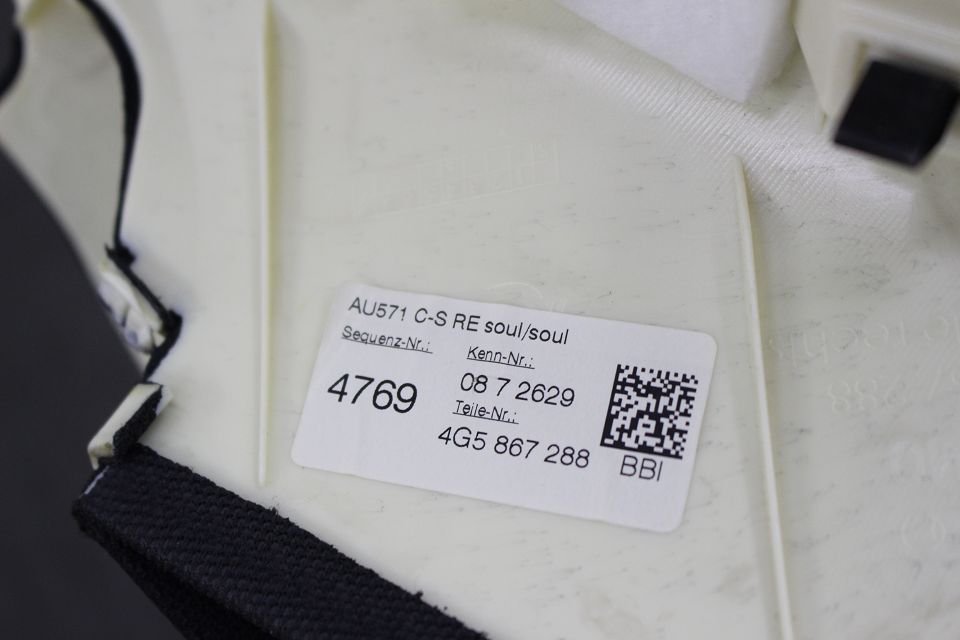 AU571 C-S RE soul/soul
Sequenz-Nr.:
4769
Kenn-Nr.:
08 7 2629
Teile-Nr.:
4G5 867 288
BBI